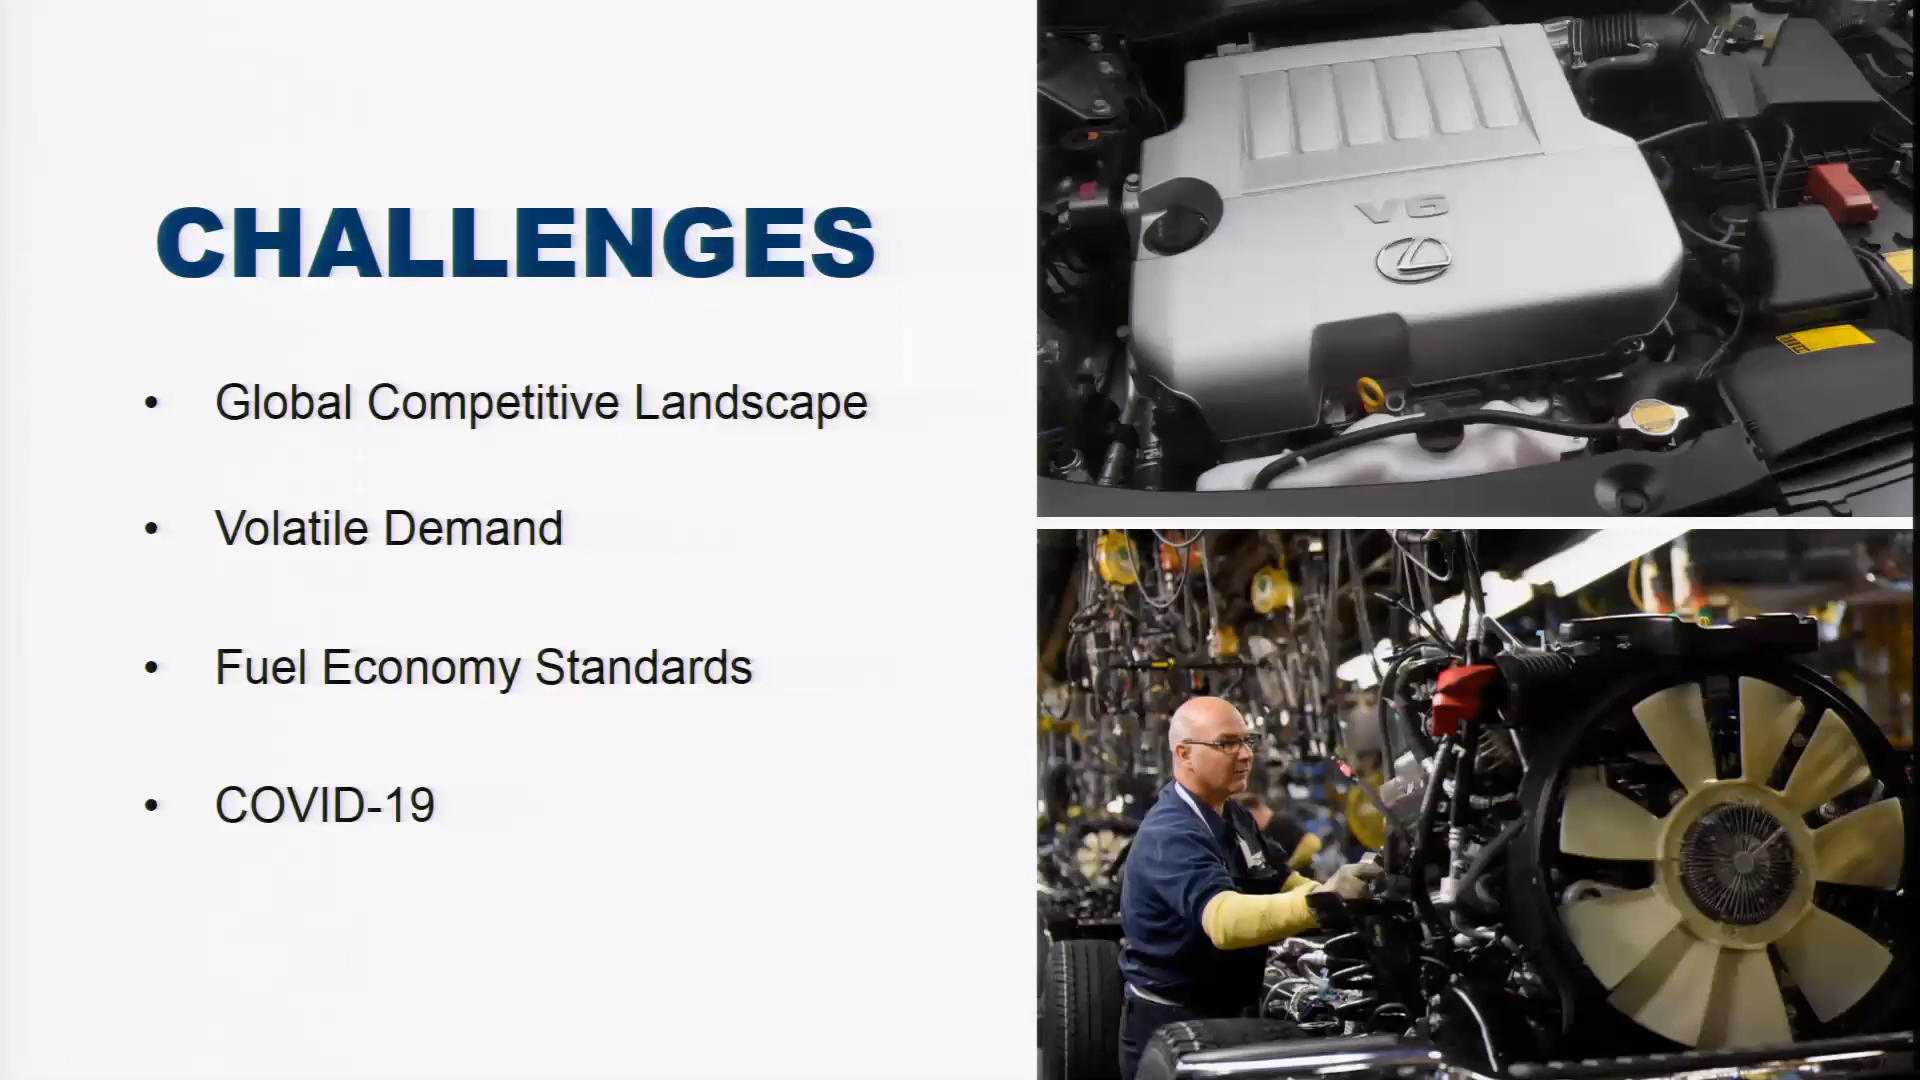 CHALLENGES
• Global Competitive Landscape
• Volatile Demand
• Fuel Economy Standards
• COVID-19
V6